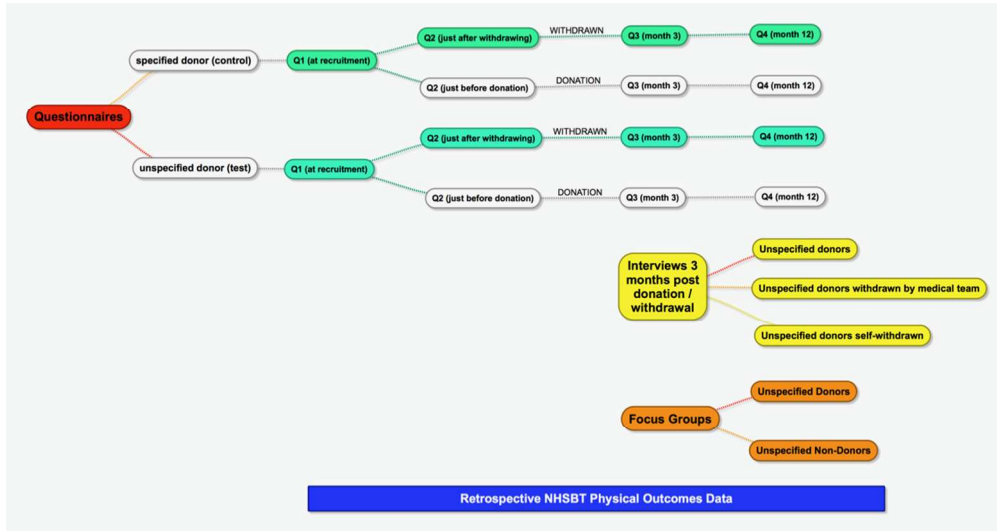 Questionnaires
specified donor (control)
Q1 (at recruitment)
Q2 (just after withdrawing)
WITHDRAWN
Q3 (month 3)
Q4 (month 12)
Q2 (just before donation)
DONATION
Q3 (month 3)
Q4 (month 12)
unspecified donor (test)
Q1 (at recruitment)
Q2 (just after withdrawing)
WITHDRAWN
Q3 (month 3)
Q4 (month 12)
Q2 (just before donation)
DONATION
Q3 (month 3)
Q4 (month 12)
Interviews 3
months post
donation /
withdrawal
Unspecified donors
Unspecified donors withdrawn by medical team
Unspecified donors self-withdrawn
Focus Groups
Unspecified Donors
Unspecified Non-Donors
Retrospective NHSBT Physical Outcomes Data